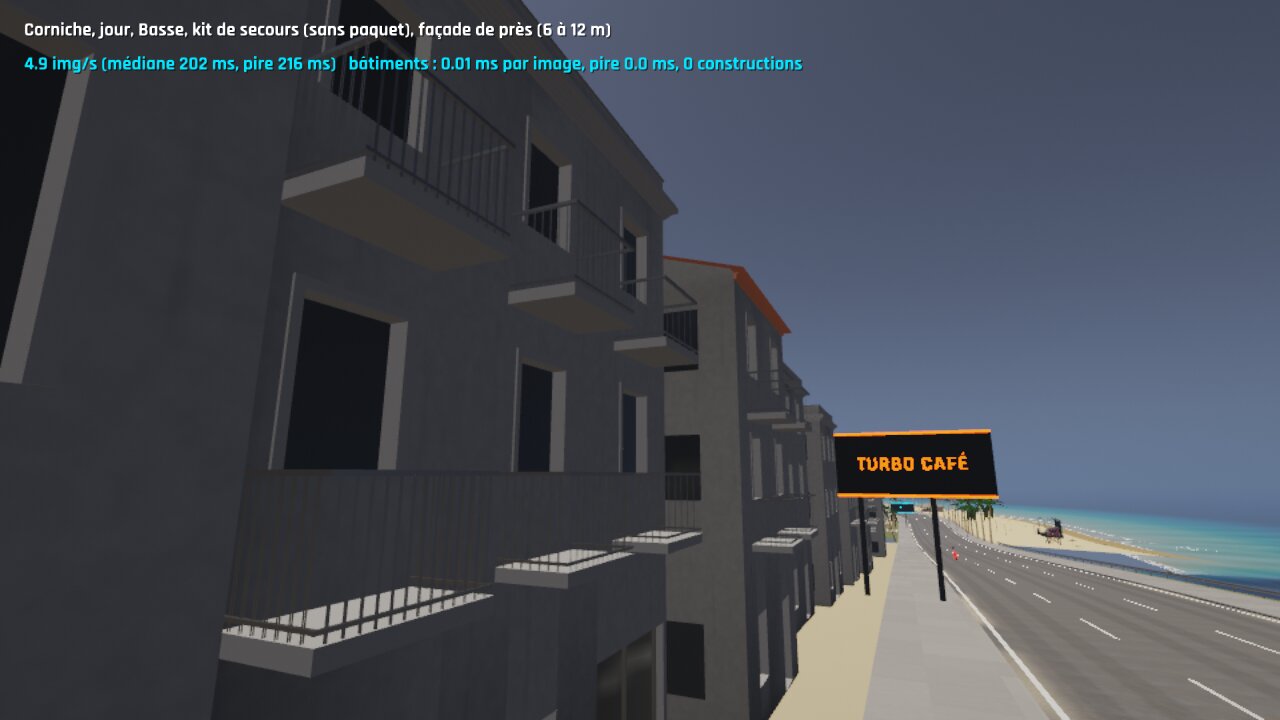 Corniche, jour, Basse, kit de secours (sans paquet), façade de près (6 à 12 m)
4.9 img/s (médiane 202 ms, pire 216 ms) bâtiments : 0.01 ms par image, pire 0.0 ms, 0 constructions
TURBO CAFÉ